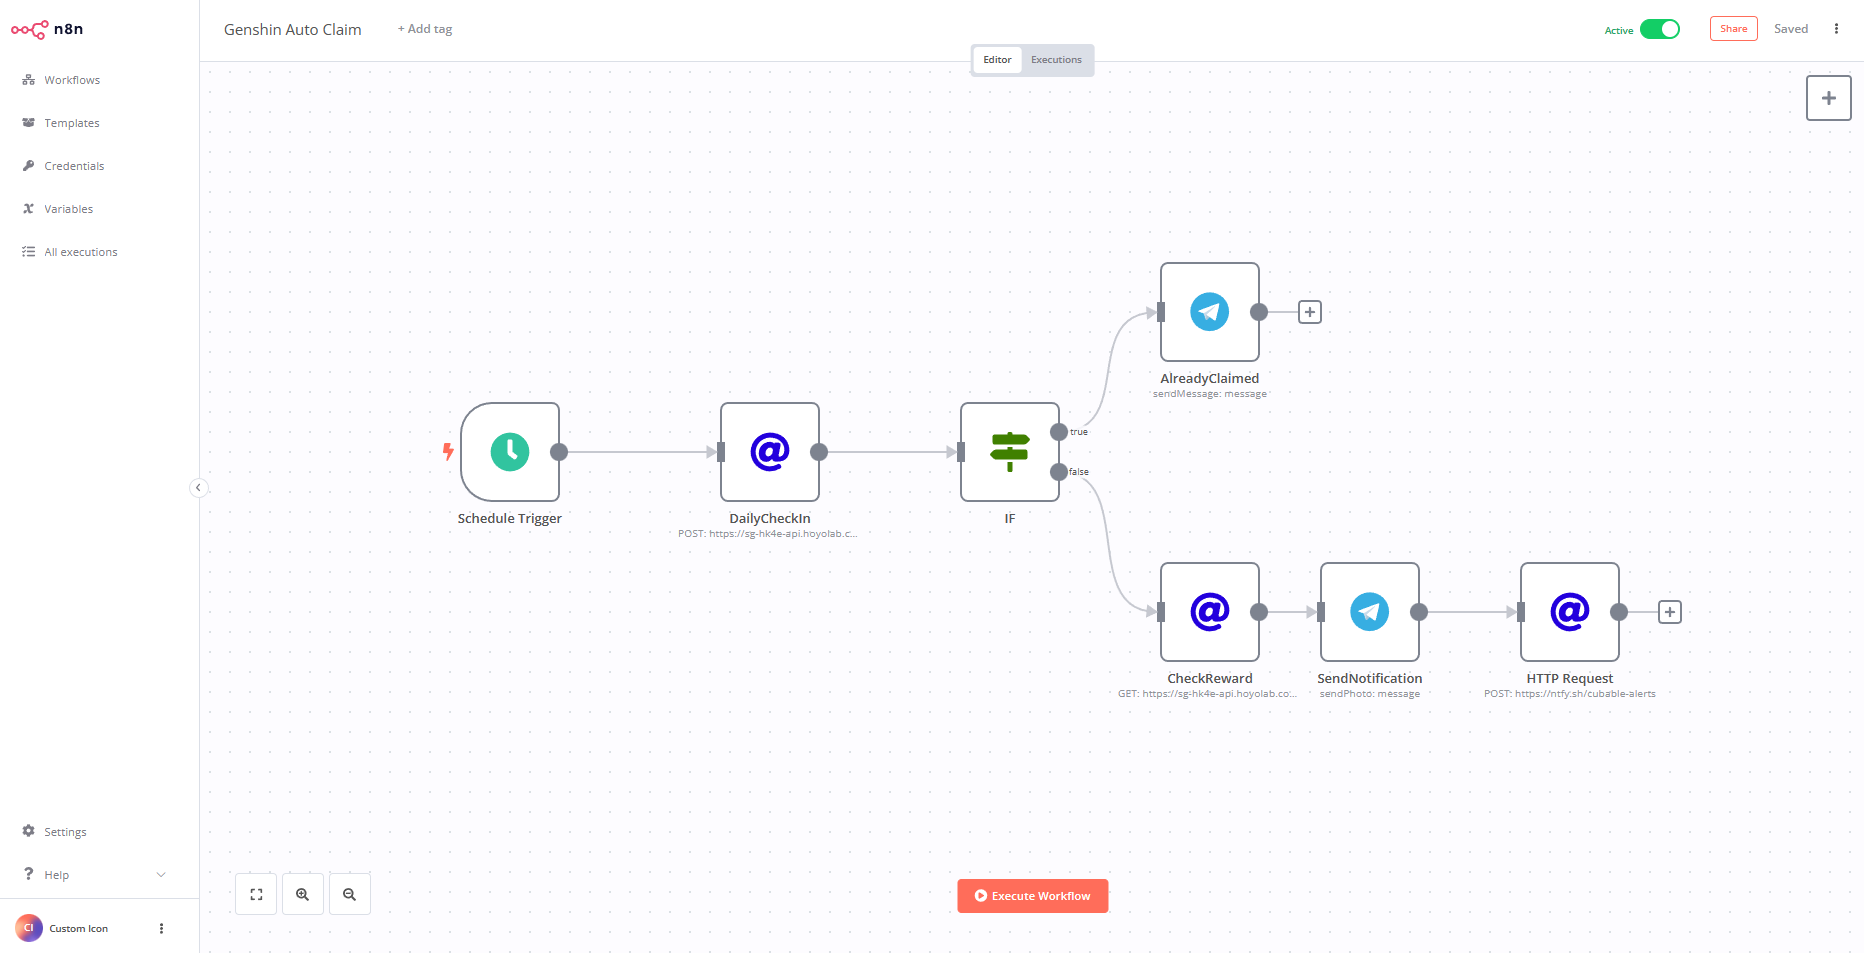 n8n
Genshin Auto Claim
+ Add tag
Active
Share
Saved
Editor
Executions
Workflows
Templates
Credentials
Variables
All executions
AlreadyClaimed
sendMessage: message
true
false
Schedule Trigger
DailyCheckIn
POST: https://sg-hk4e-api.hoyolab.c...
IF
CheckReward
GET: https://sg-hk4e-api.hoyolab.co...
SendNotification
sendPhoto: message
HTTP Request
POST: https://ntfy.sh/cubable-alerts
Settings
Help
Execute Workflow
CI
Custom Icon